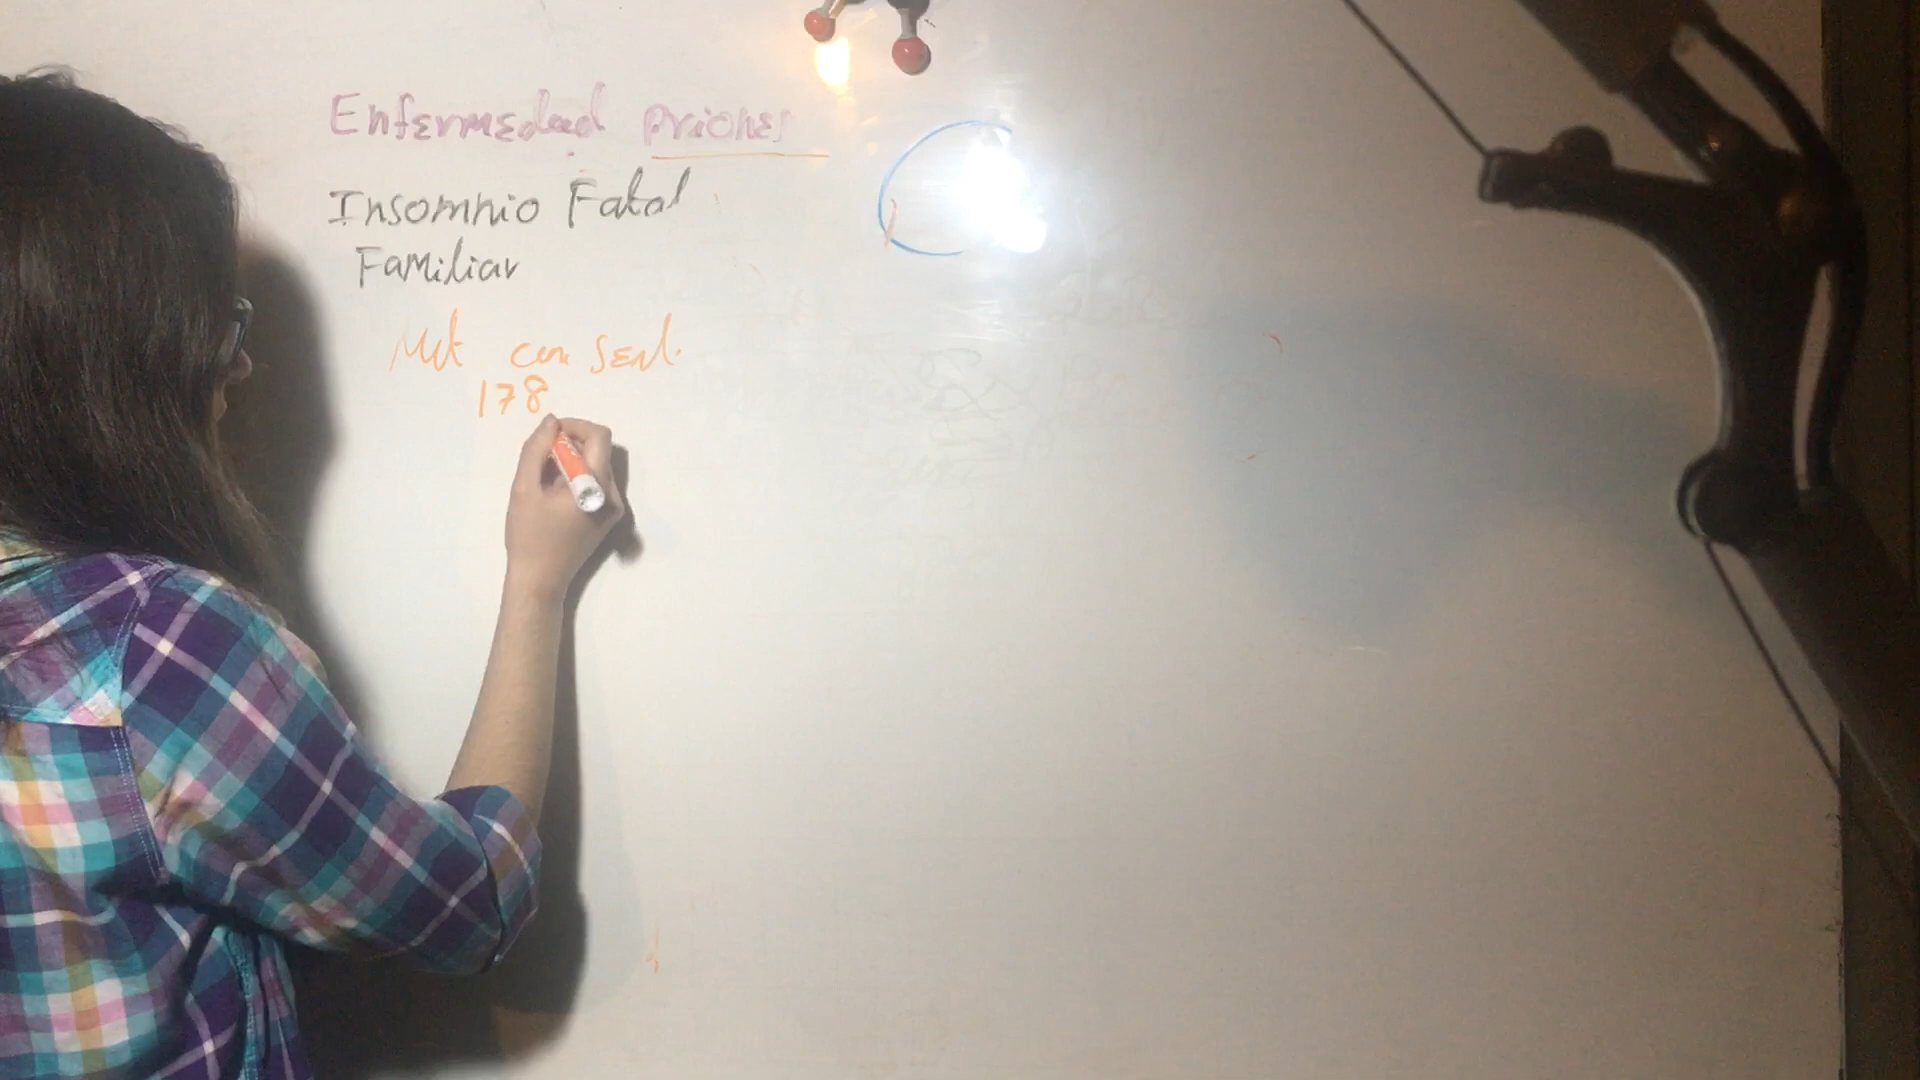 Enfermedad priones
Insomnio Fatal
Familiar
Mut con sent.
178